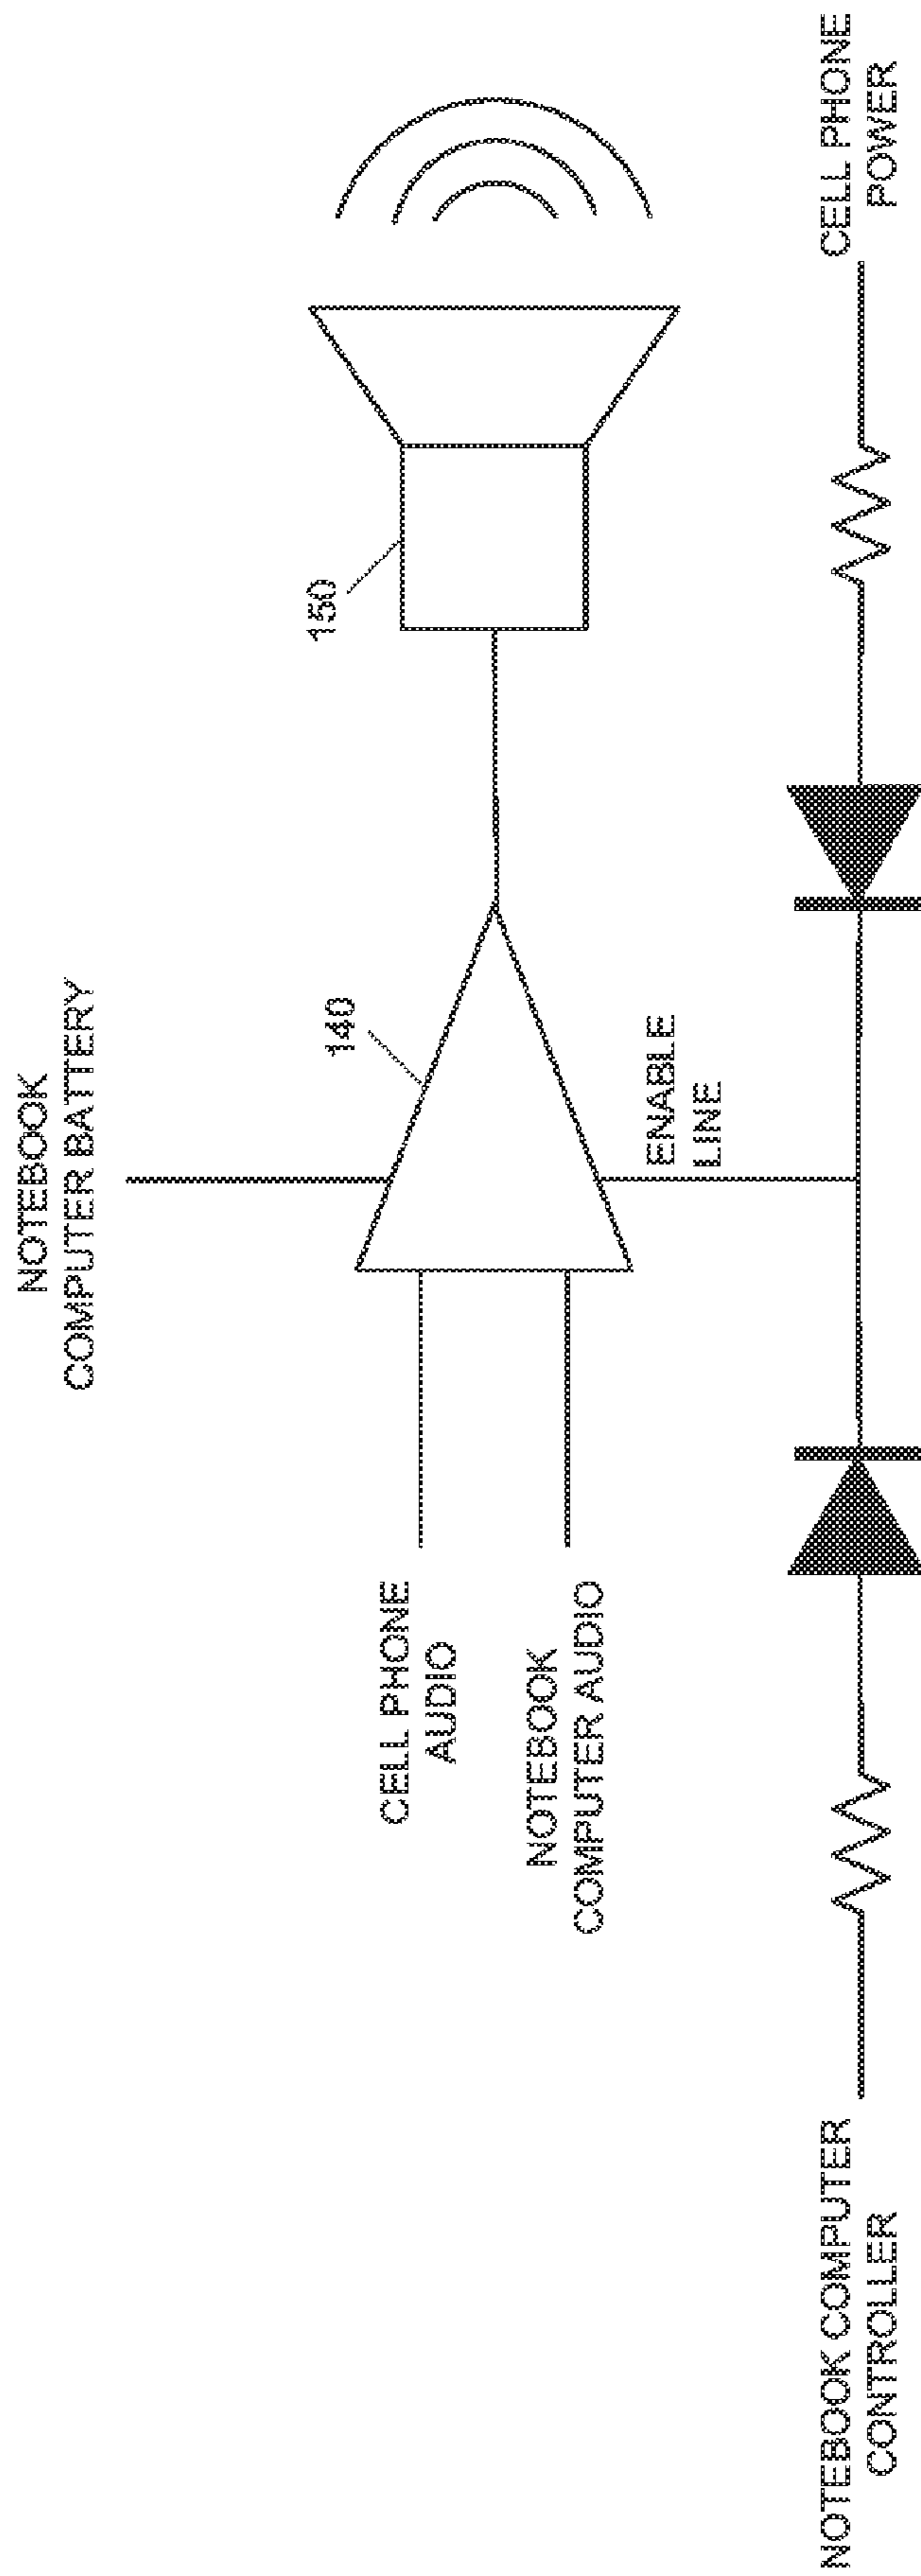 NOTEBOOK
COMPUTER BATTERY
140
150
CELL PHONE
AUDIO
NOTEBOOK
COMPUTER AUDIO
ENABLE
LINE
NOTEBOOK COMPUTER
CONTROLLER
CELL PHONE
POWER